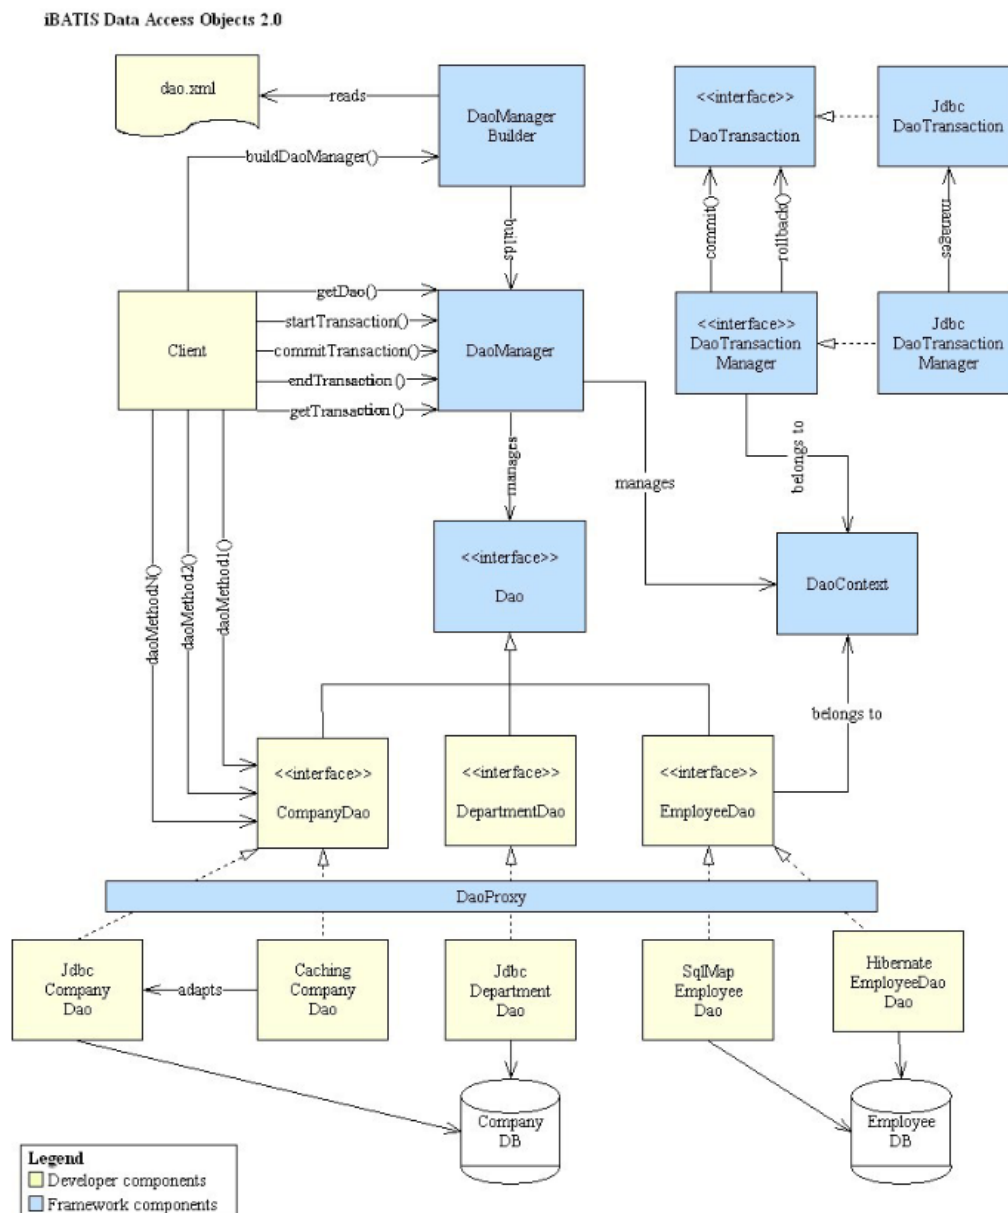 iBATIS Data Access Objects 2.0
dao.xml
reads
DaoManager
Builder
<<interface>>
DaoTransaction
Jdbc
DaoTransaction
buildDaoManager()
builds
commit()
rollback()
manages
Client
getDao()
startTransaction()
commitTransaction()
endTransaction()
getTransaction()
DaoManager
<<interface>>
DaoTransaction
Manager
Jdbc
DaoTransaction
Manager
manages
manages
belongs to
daoMethodN()
daoMethod2()
daoMethod1()
<<interface>>
Dao
DaoContext
belongs to
<<interface>>
CompanyDao
<<interface>>
DepartmentDao
<<interface>>
EmployeeDao
DaoProxy
Jdbc
Company
Dao
adapts
Caching
Company
Dao
Jdbc
Department
Dao
SqlMap
Employee
Dao
Hibernate
EmployeeDao
Dao
Company
DB
Employee
DB
Legend
Developer components
Framework components